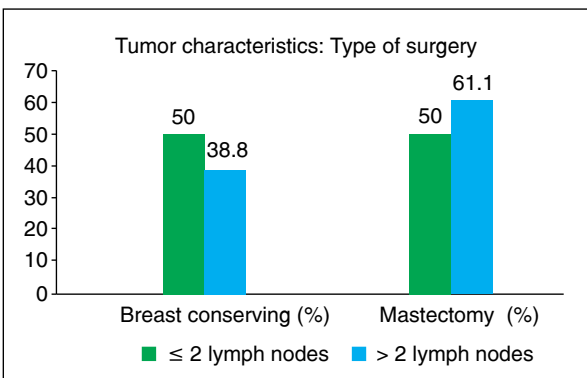 Tumor characteristics: Type of surgery
70
60
50
40
30
20
10
0
50
38.8
50
61.1
Breast conserving (%)
Mastectomy (%)
≤ 2 lymph nodes
> 2 lymph nodes